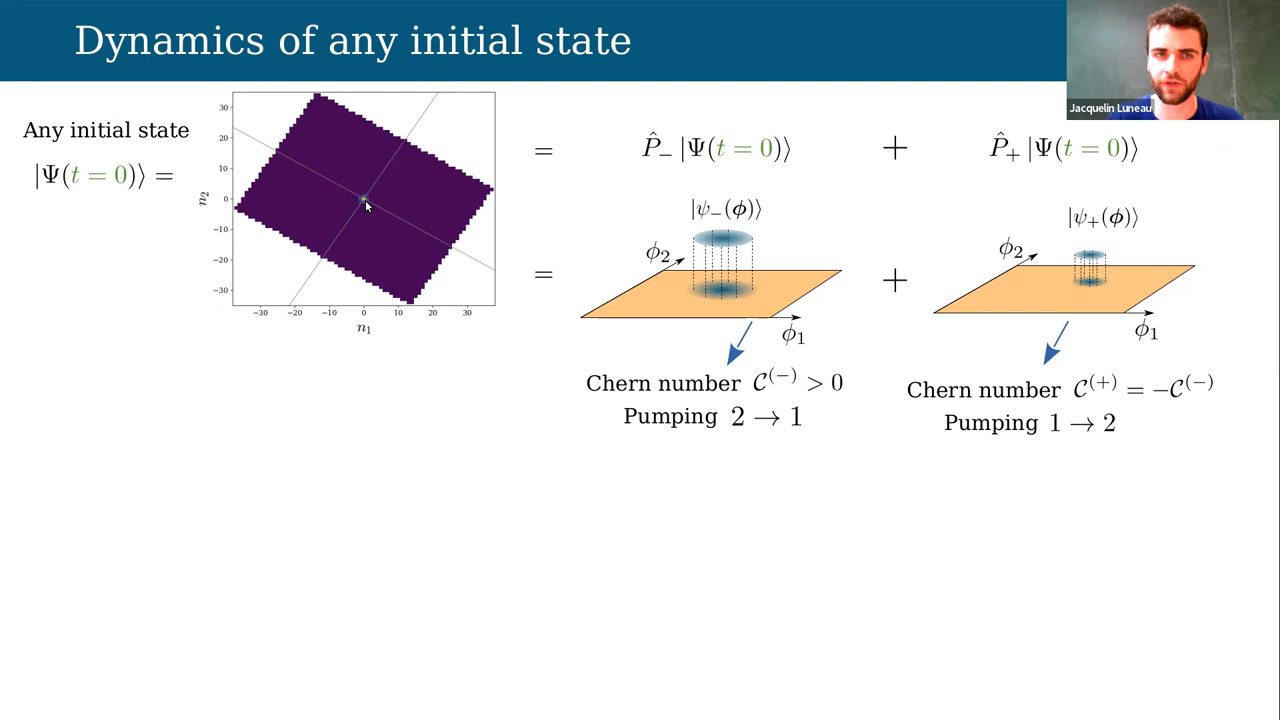 Dynamics of any initial state
Jacquelin Luneau
Any initial state
|Ψ(t = 0)⟩ =
30
20
10
0
−10
−20
−30
n₂
−30 −20 −10 0 10 20 30
n₁
= P̂₋ |Ψ(t = 0)⟩ + P̂₊ |Ψ(t = 0)⟩
|ψ₋(ϕ)⟩
|ψ₊(ϕ)⟩
ϕ₂
ϕ₂
= +
ϕ₁
ϕ₁
Chern number 𝒞⁽⁻⁾ > 0
Pumping 2 → 1
Chern number 𝒞⁽⁺⁾ = −𝒞⁽⁻⁾
Pumping 1 → 2